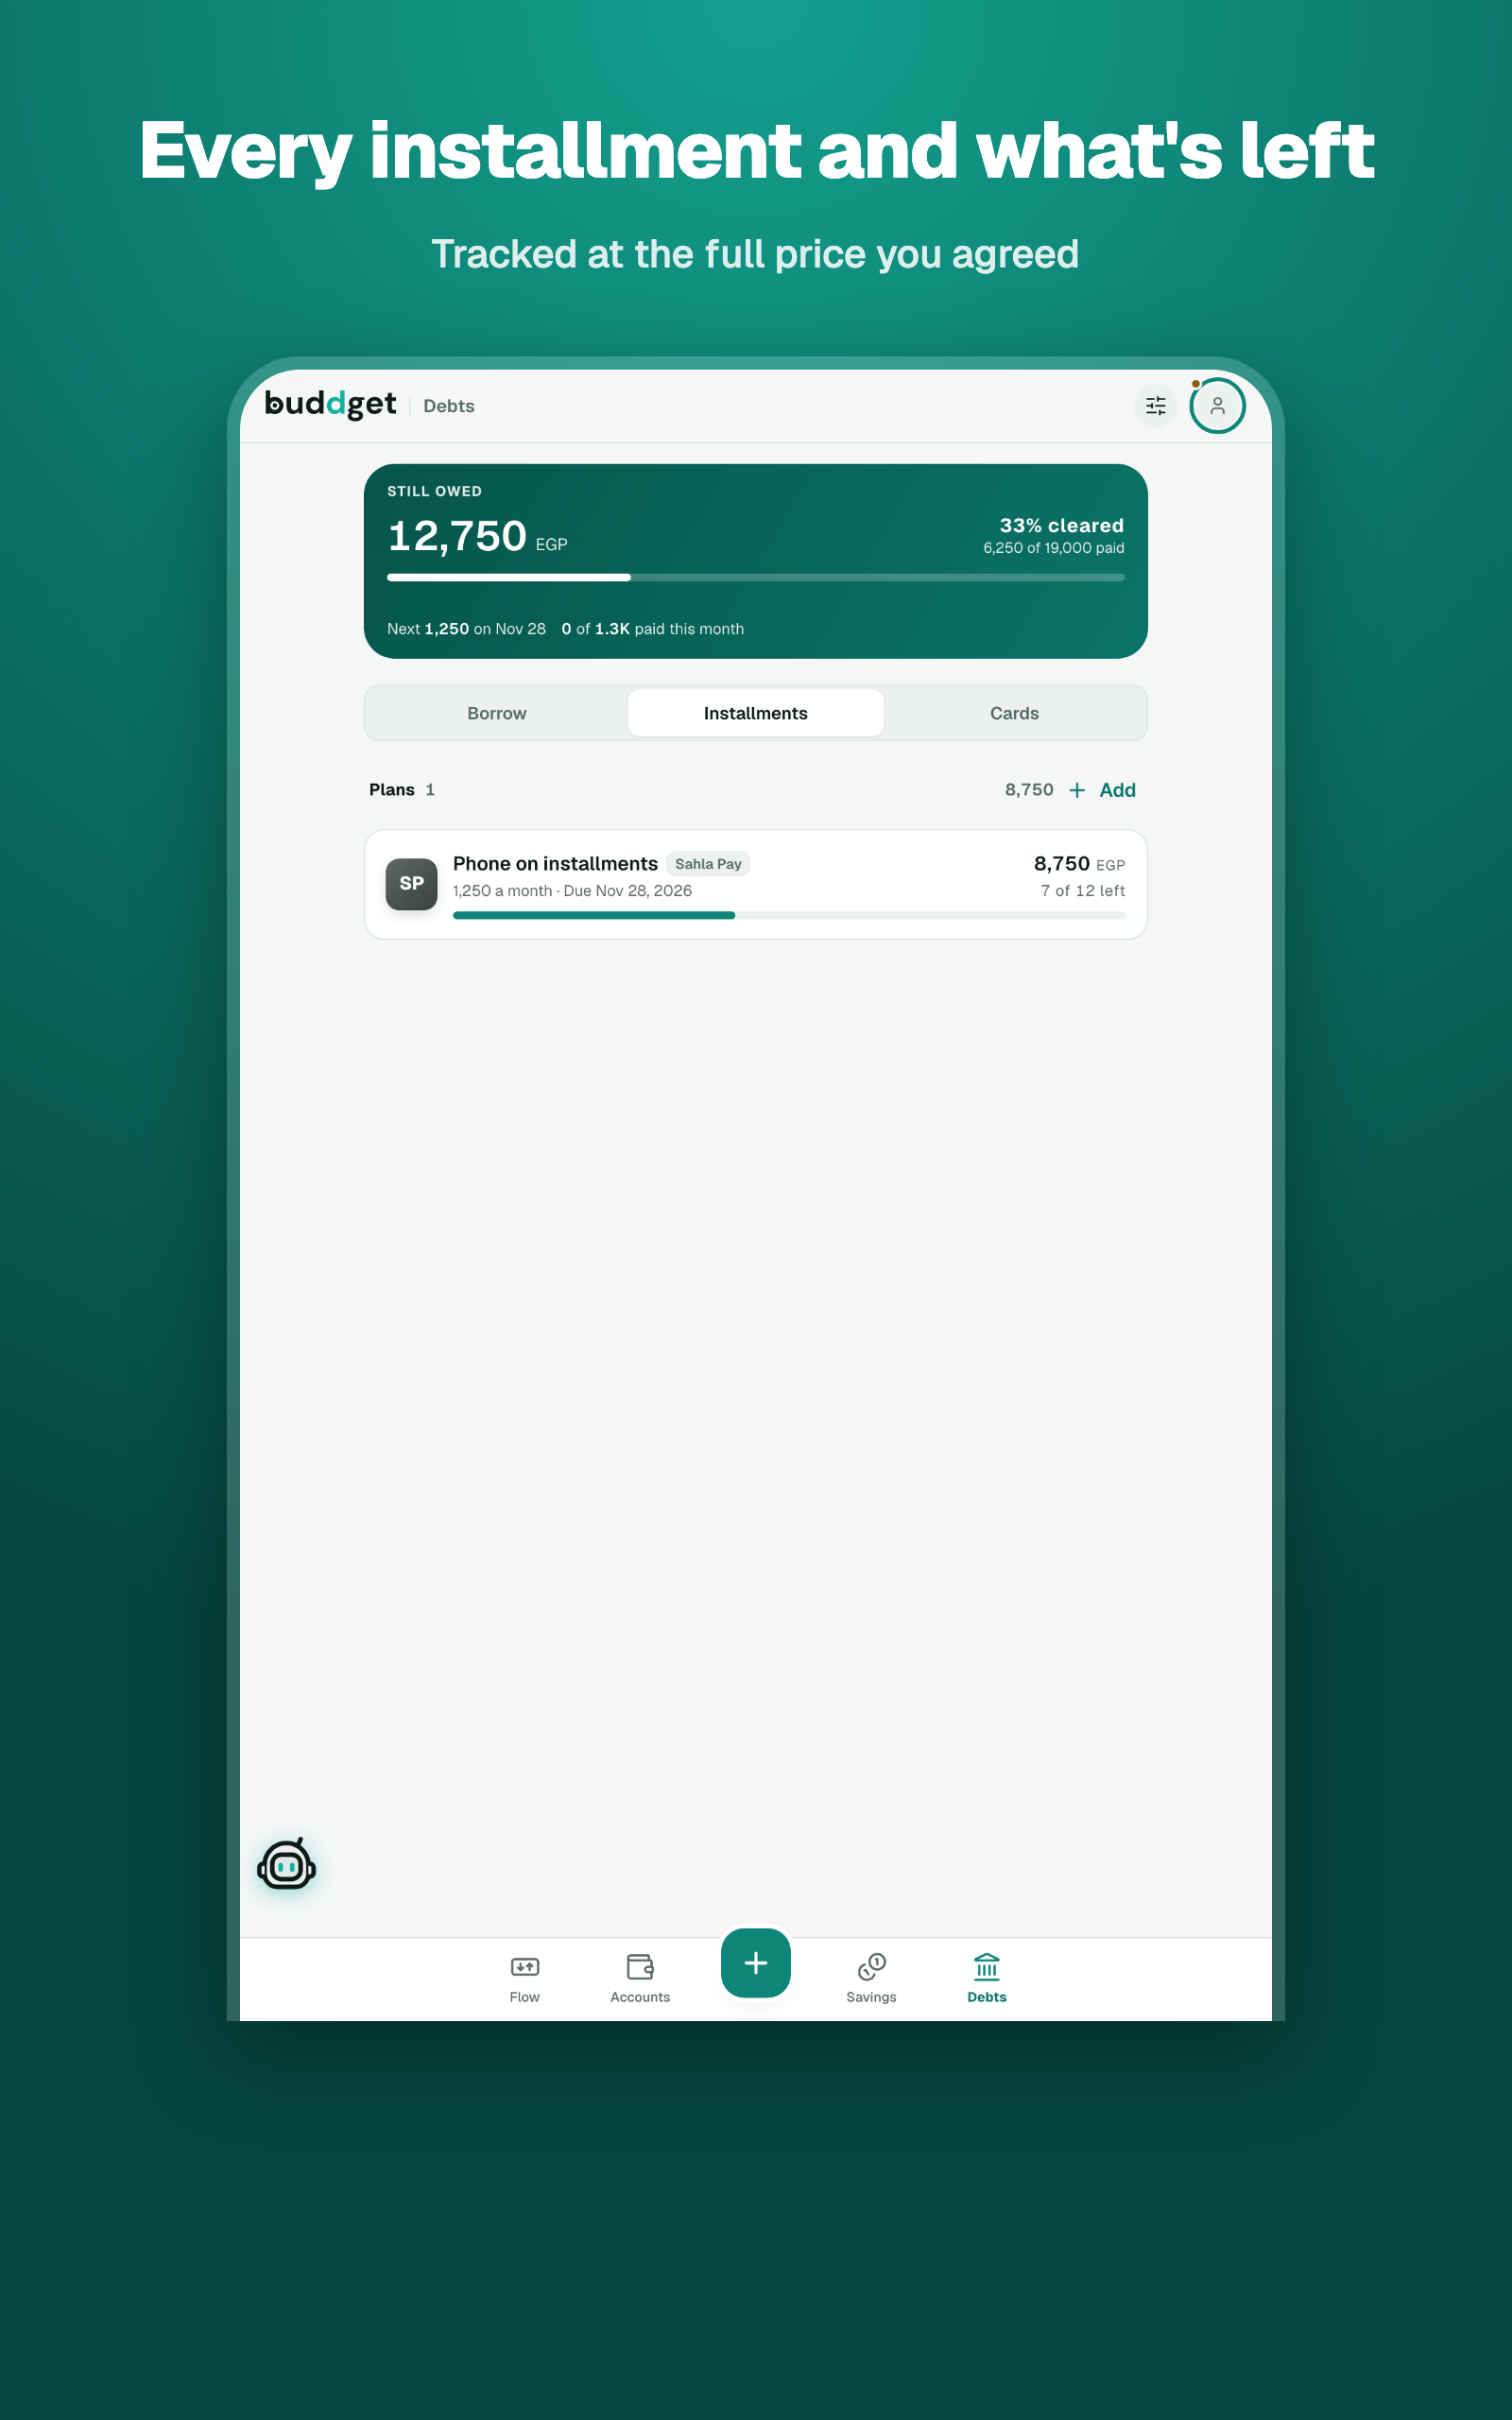 Every installment and what's left
Tracked at the full price you agreed
buddget
Debts
STILL OWED
12,750 EGP
33% cleared
6,250 of 19,000 paid
Next 1,250 on Nov 28 0 of 1.3K paid this month
Borrow
Installments
Cards
Plans 1
8,750
+ Add
SP
Phone on installments
Sahla Pay
8,750 EGP
1,250 a month · Due Nov 28, 2026
7 of 12 left
Flow
Accounts
Savings
Debts